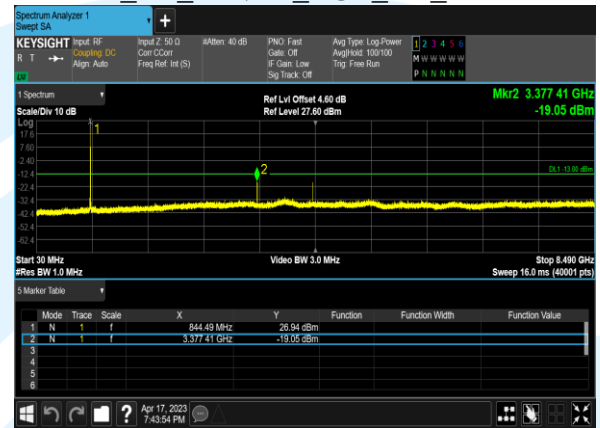 Spectrum Analyzer 1
Swept SA
+
KEYSIGHT
R T
LXI
Input: RF
Coupling: DC
Align: Auto
Input Z: 50 Ω
Corr CCorr
Freq Ref: Int (S)
#Atten: 40 dB
PNO: Fast
Gate: Off
IF Gain: Low
Sig Track: Off
Avg Type: Log-Power
Avg|Hold: 100/100
Trig: Free Run
1 2 3 4 5 6
M W W W W W
P N N N N N
1 Spectrum
Scale/Div 10 dB
Ref Lvl Offset 4.60 dB
Ref Level 27.60 dBm
Mkr2 3.377 41 GHz
-19.05 dBm
Log
17.6
7.60
-2.40
-12.4
-22.4
-32.4
-42.4
-52.4
-62.4
1
2
DL1 -13.00 dBm
Start 30 MHz
#Res BW 1.0 MHz
Video BW 3.0 MHz
Stop 8.490 GHz
Sweep 16.0 ms (40001 pts)
5 Marker Table
Mode Trace Scale X Y Function Function Width Function Value
1 N 1 f 844.49 MHz 26.94 dBm
2 N 1 f 3.377 41 GHz -19.05 dBm
3
4
5
6
?
Apr 17, 2023
7:43:54 PM